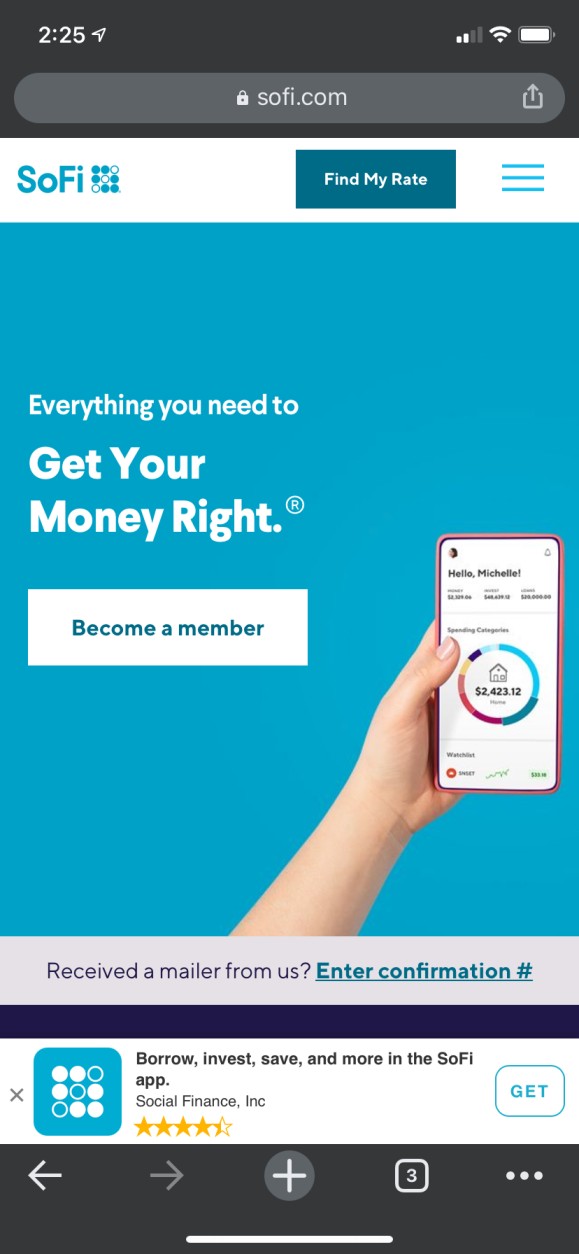 2:25
sofi.com
SoFi
Find My Rate
Everything you need to
Get Your
Money Right.®
Become a member
Hello, Michelle!
MONEY INVEST LOANS
$2,329.06 $48,639.12 $20,000.00
Spending Categories
$2,423.12
Home
Watchlist
$33.18
Received a mailer from us? Enter confirmation #
Borrow, invest, save, and more in the SoFi
app.
Social Finance, Inc
GET
3